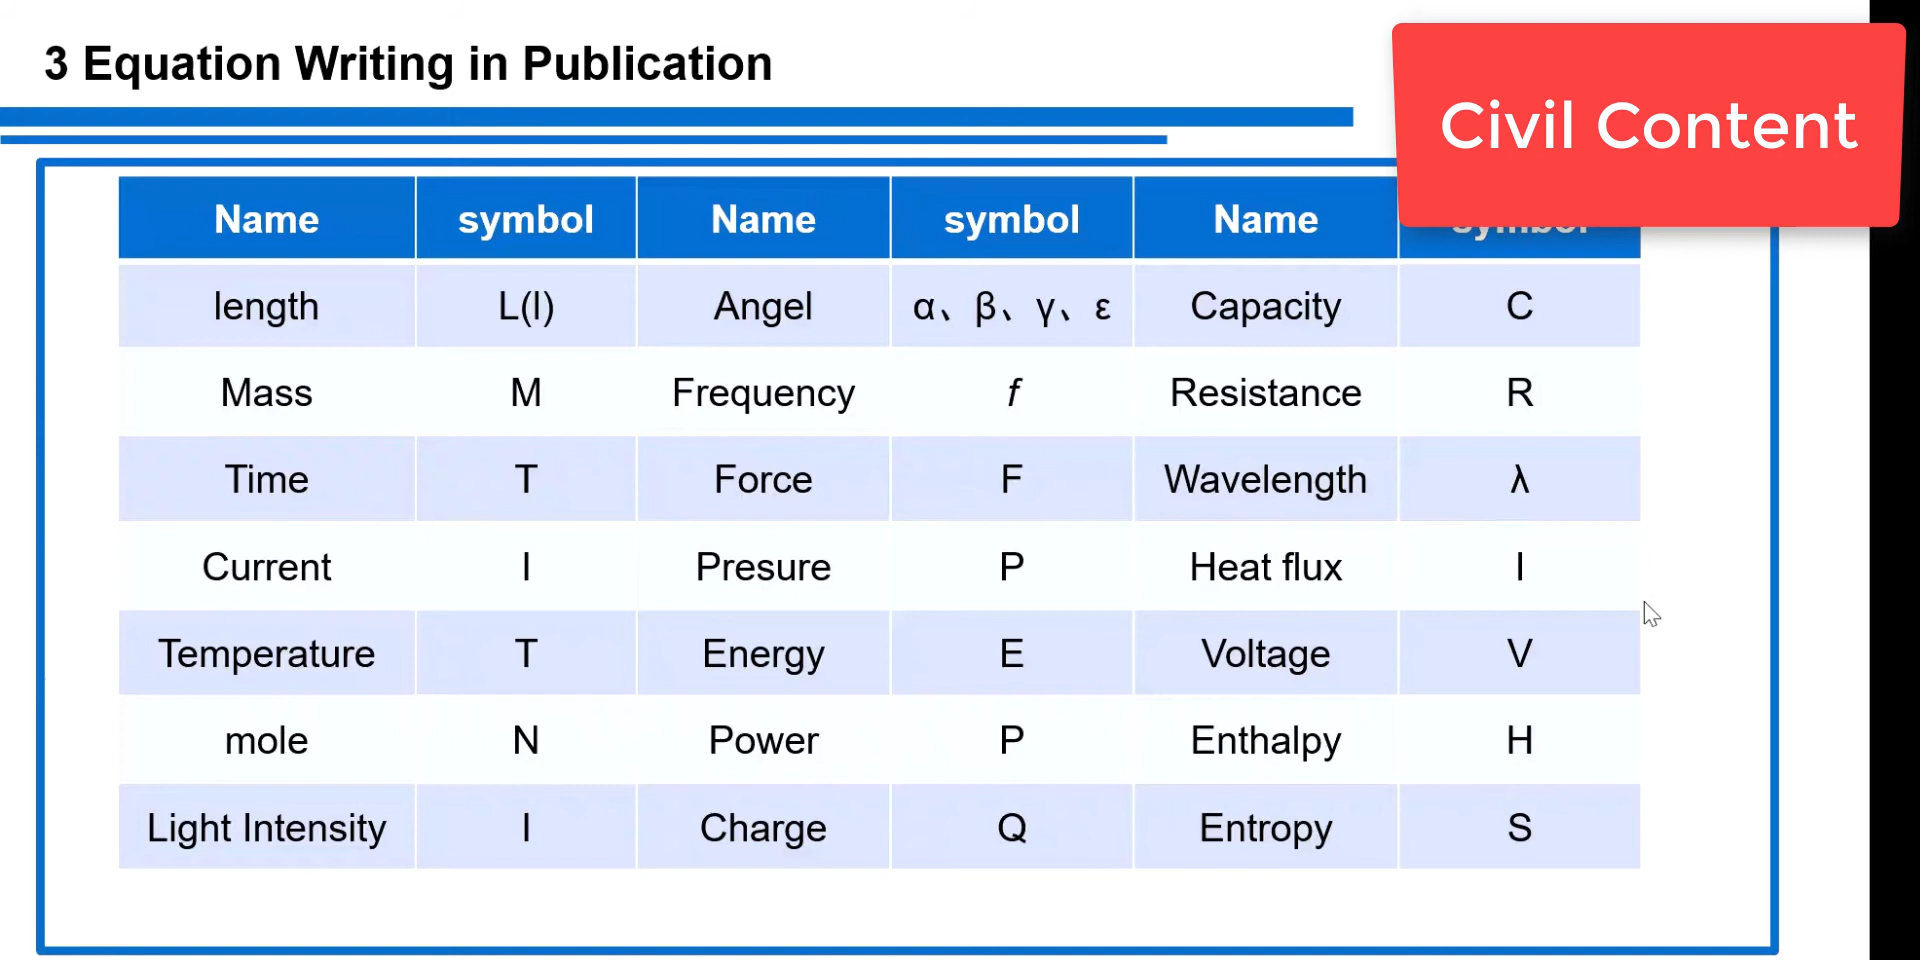 3 Equation Writing in Publication
Civil Content
Name symbol Name symbol Name symbol
length L(l) Angel α、β、γ、ε Capacity C
Mass M Frequency f Resistance R
Time T Force F Wavelength λ
Current I Presure P Heat flux I
Temperature T Energy E Voltage V
mole N Power P Enthalpy H
Light Intensity I Charge Q Entropy S